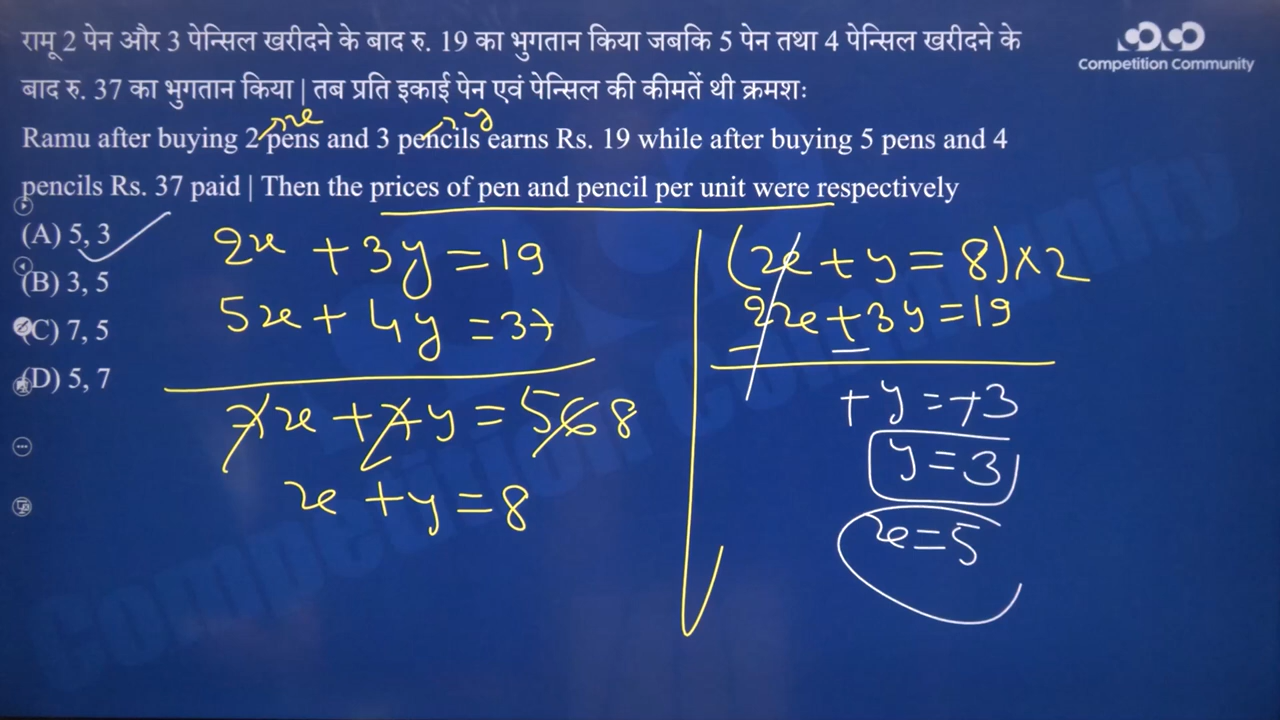 रामू 2 पेन और 3 पेन्सिल खरीदने के बाद रु. 19 का भुगतान किया जबकि 5 पेन तथा 4 पेन्सिल खरीदने के
बाद रु. 37 का भुगतान किया | तब प्रति इकाई पेन एवं पेन्सिल की कीमतें थी क्रमशः
Competition Community
x y
Ramu after buying 2 pens and 3 pencils earns Rs. 19 while after buying 5 pens and 4
pencils Rs. 37 paid | Then the prices of pen and pencil per unit were respectively
(A) 5, 3
(B) 3, 5
(C) 7, 5
(D) 5, 7
2x + 3y = 19
5x + 4y = 37
7x + 7y = 56 8
x + y = 8
(x + y = 8) × 2
2x + 3y = 19
+ y = +3
y = 3
x = 5
Competition Community